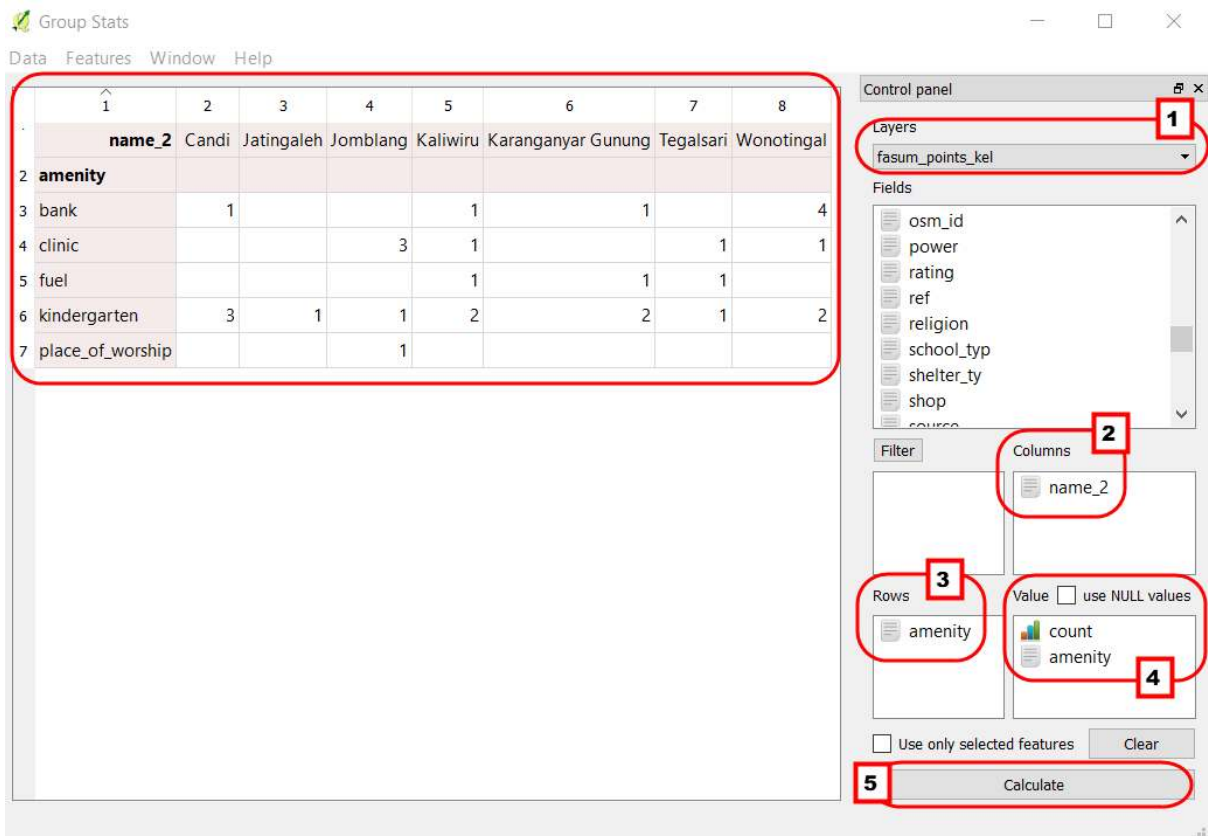 Group Stats
Data Features Window Help
1 2 3 4 5 6 7 8
name_2 Candi Jatingaleh Jomblang Kaliwiru Karanganyar Gunung Tegalsari Wonotingal
2 amenity
3 bank 1 1 1 4
4 clinic 3 1 1 1
5 fuel 1 1 1
6 kindergarten 3 1 1 2 2 1 2
7 place_of_worship 1
Control panel
1
Layers
fasum_points_kel
Fields
osm_id
power
rating
ref
religion
school_typ
shelter_ty
shop
source
2
Filter Columns
name_2
3
Rows Value use NULL values
amenity count
amenity
4
Use only selected features Clear
5 Calculate